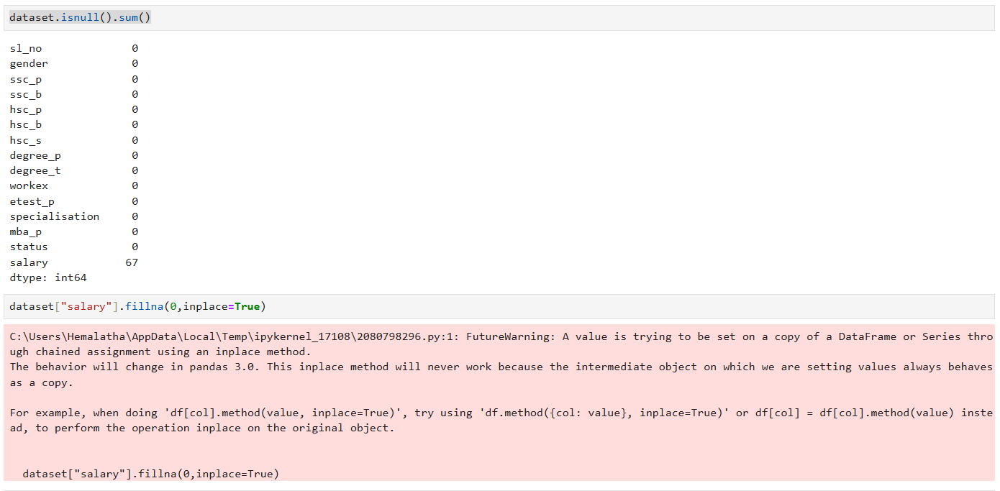 dataset.isnull().sum()
sl_no 0
gender 0
ssc_p 0
ssc_b 0
hsc_p 0
hsc_b 0
hsc_s 0
degree_p 0
degree_t 0
workex 0
etest_p 0
specialisation 0
mba_p 0
status 0
salary 67
dtype: int64
dataset["salary"].fillna(0,inplace=True)
C:\Users\Hemalatha\AppData\Local\Temp\ipykernel_17108\2080798296.py:1: FutureWarning: A value is trying to be set on a copy of a DataFrame or Series thro
ugh chained assignment using an inplace method.
The behavior will change in pandas 3.0. This inplace method will never work because the intermediate object on which we are setting values always behaves
as a copy.
For example, when doing 'df[col].method(value, inplace=True)', try using 'df.method({col: value}, inplace=True)' or df[col] = df[col].method(value) inste
ad, to perform the operation inplace on the original object.
dataset["salary"].fillna(0,inplace=True)